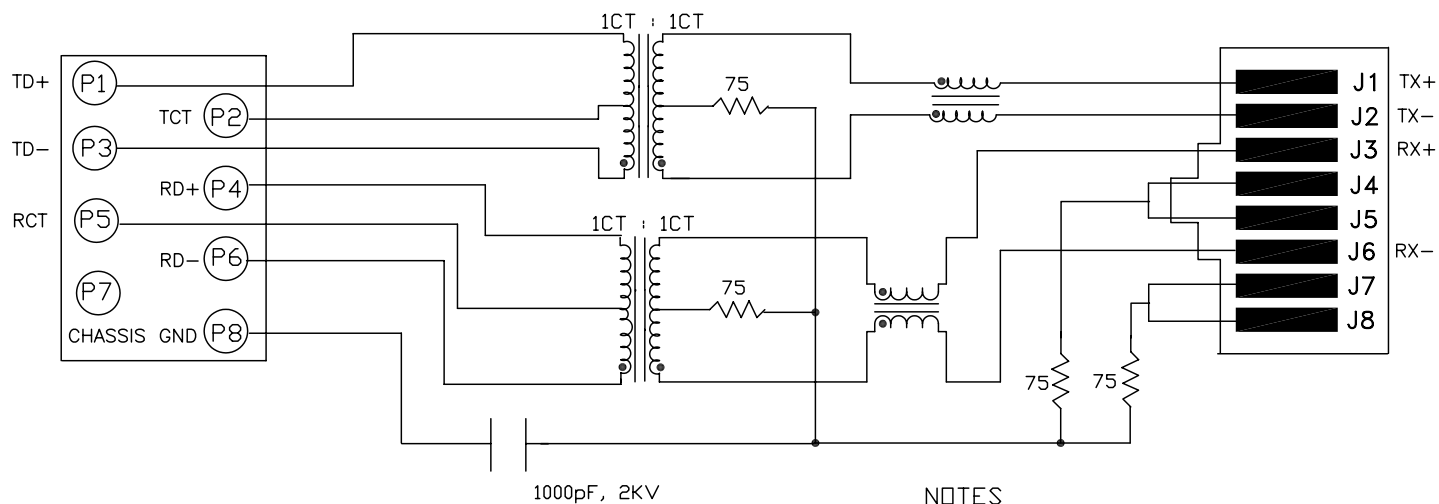 1CT : 1CT
TD+ P1
TCT P2
TD- P3
RD+ P4
RCT P5
RD- P6
P7
CHASSIS GND P8
75
1CT : 1CT
75
75
75
1000pF, 2KV
J1 TX+
J2 TX-
J3 RX+
J4
J5
J6 RX-
J7
J8
NOTES